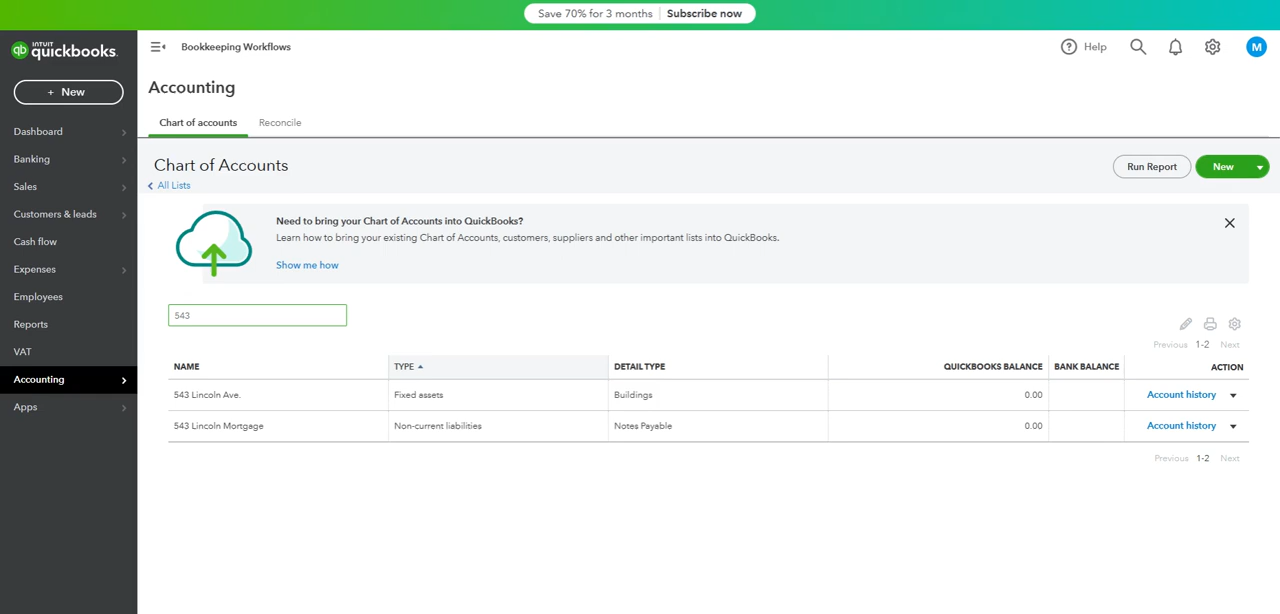 Save 70% for 3 months | Subscribe now
INTUIT
qb quickbooks.
Bookkeeping Workflows
Help
M
+ New
Dashboard
Banking
Sales
Customers & leads
Cash flow
Expenses
Employees
Reports
VAT
Accounting
Apps
Accounting
Chart of accounts Reconcile
Chart of Accounts
All Lists
Run Report New
Need to bring your Chart of Accounts into QuickBooks?
Learn how to bring your existing Chart of Accounts, customers, suppliers and other important lists into QuickBooks.
Show me how
543
Previous 1-2 Next
NAME TYPE DETAIL TYPE QUICKBOOKS BALANCE BANK BALANCE ACTION
543 Lincoln Ave. Fixed assets Buildings 0.00 Account history
543 Lincoln Mortgage Non-current liabilities Notes Payable 0.00 Account history
Previous 1-2 Next